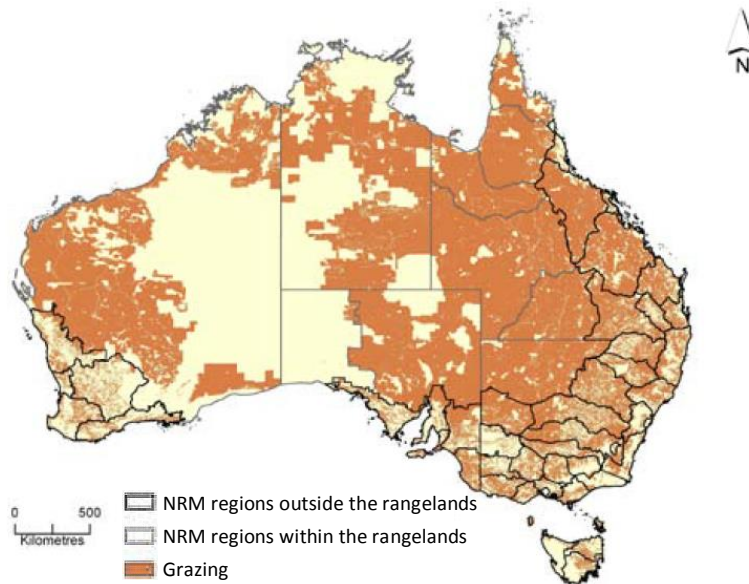 N
0 500
Kilometres
NRM regions outside the rangelands
NRM regions within the rangelands
Grazing